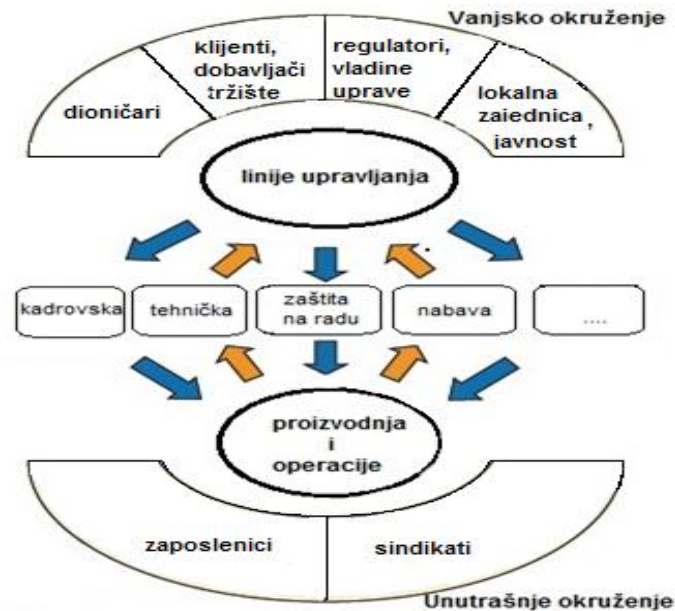 Vanjsko okruženje
dioničari
klijenti,
dobavljači
tržište
regulatori,
vladine
uprave
lokalna
zaiednica,
javnost
linije upravljanja
kadrovska
tehnička
zaštita
na radu
nabava
....
proizvodnja
i
operacije
zaposlenici
sindikati
Unutrašnje okruženje